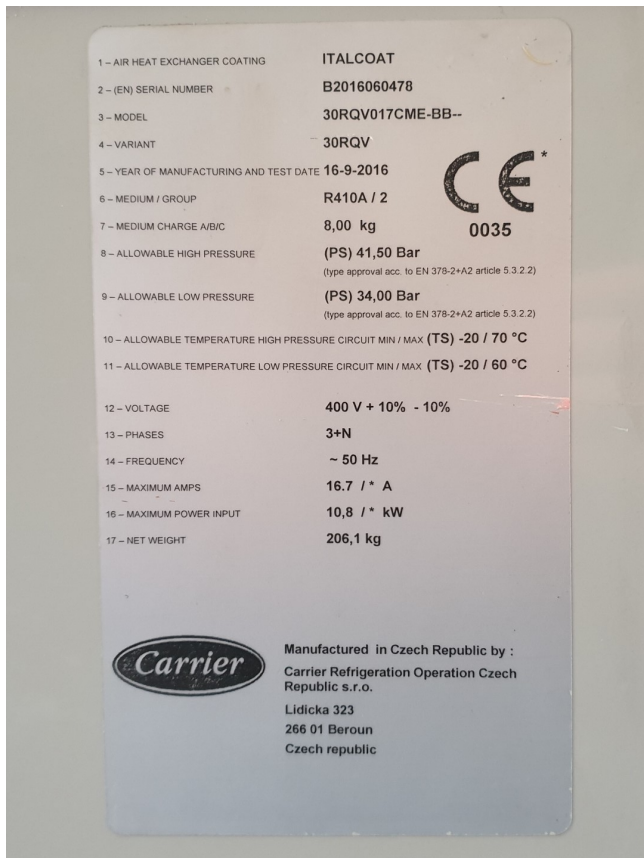 1 – AIR HEAT EXCHANGER COATING ITALCOAT
2 – (EN) SERIAL NUMBER B2016060478
3 – MODEL 30RQV017CME-BB--
4 – VARIANT 30RQV
5 – YEAR OF MANUFACTURING AND TEST DATE 16-9-2016
6 – MEDIUM / GROUP R410A / 2
7 – MEDIUM CHARGE A/B/C 8,00 kg
CE*
0035
8 – ALLOWABLE HIGH PRESSURE (PS) 41,50 Bar
(type approval acc. to EN 378-2+A2 article 5.3.2.2)
9 – ALLOWABLE LOW PRESSURE (PS) 34,00 Bar
(type approval acc. to EN 378-2+A2 article 5.3.2.2)
10 – ALLOWABLE TEMPERATURE HIGH PRESSURE CIRCUIT MIN / MAX (TS) -20 / 70 °C
11 – ALLOWABLE TEMPERATURE LOW PRESSURE CIRCUIT MIN / MAX (TS) -20 / 60 °C
12 – VOLTAGE 400 V + 10% - 10%
13 – PHASES 3+N
14 – FREQUENCY ~ 50 Hz
15 – MAXIMUM AMPS 16.7 / * A
16 – MAXIMUM POWER INPUT 10,8 / * kW
17 – NET WEIGHT 206,1 kg
Carrier
Manufactured in Czech Republic by :
Carrier Refrigeration Operation Czech
Republic s.r.o.
Lidicka 323
266 01 Beroun
Czech republic